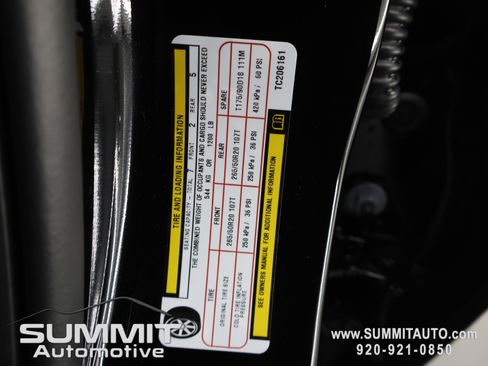 TIRE AND LOADING INFORMATION
SEATING CAPACITY - TOTAL 7 FRONT 2 REAR 5
THE COMBINED WEIGHT OF OCCUPANTS AND CARGO SHOULD NEVER EXCEED
544 KG OR 1200 LB
TIRE FRONT REAR SPARE
ORIGINAL TIRE SIZE 265/50R20 107T 265/50R20 107T T175/90D18 111M
COLD TIRE INFLATION
PRESSURE 250 kPa / 36 PSI 250 kPa / 36 PSI 420 kPa / 60 PSI
SEE OWNERS MANUAL FOR ADDITIONAL INFORMATION
TC206161
SUMMIT
Automotive
WWW.SUMMITAUTO.COM
920-921-0850